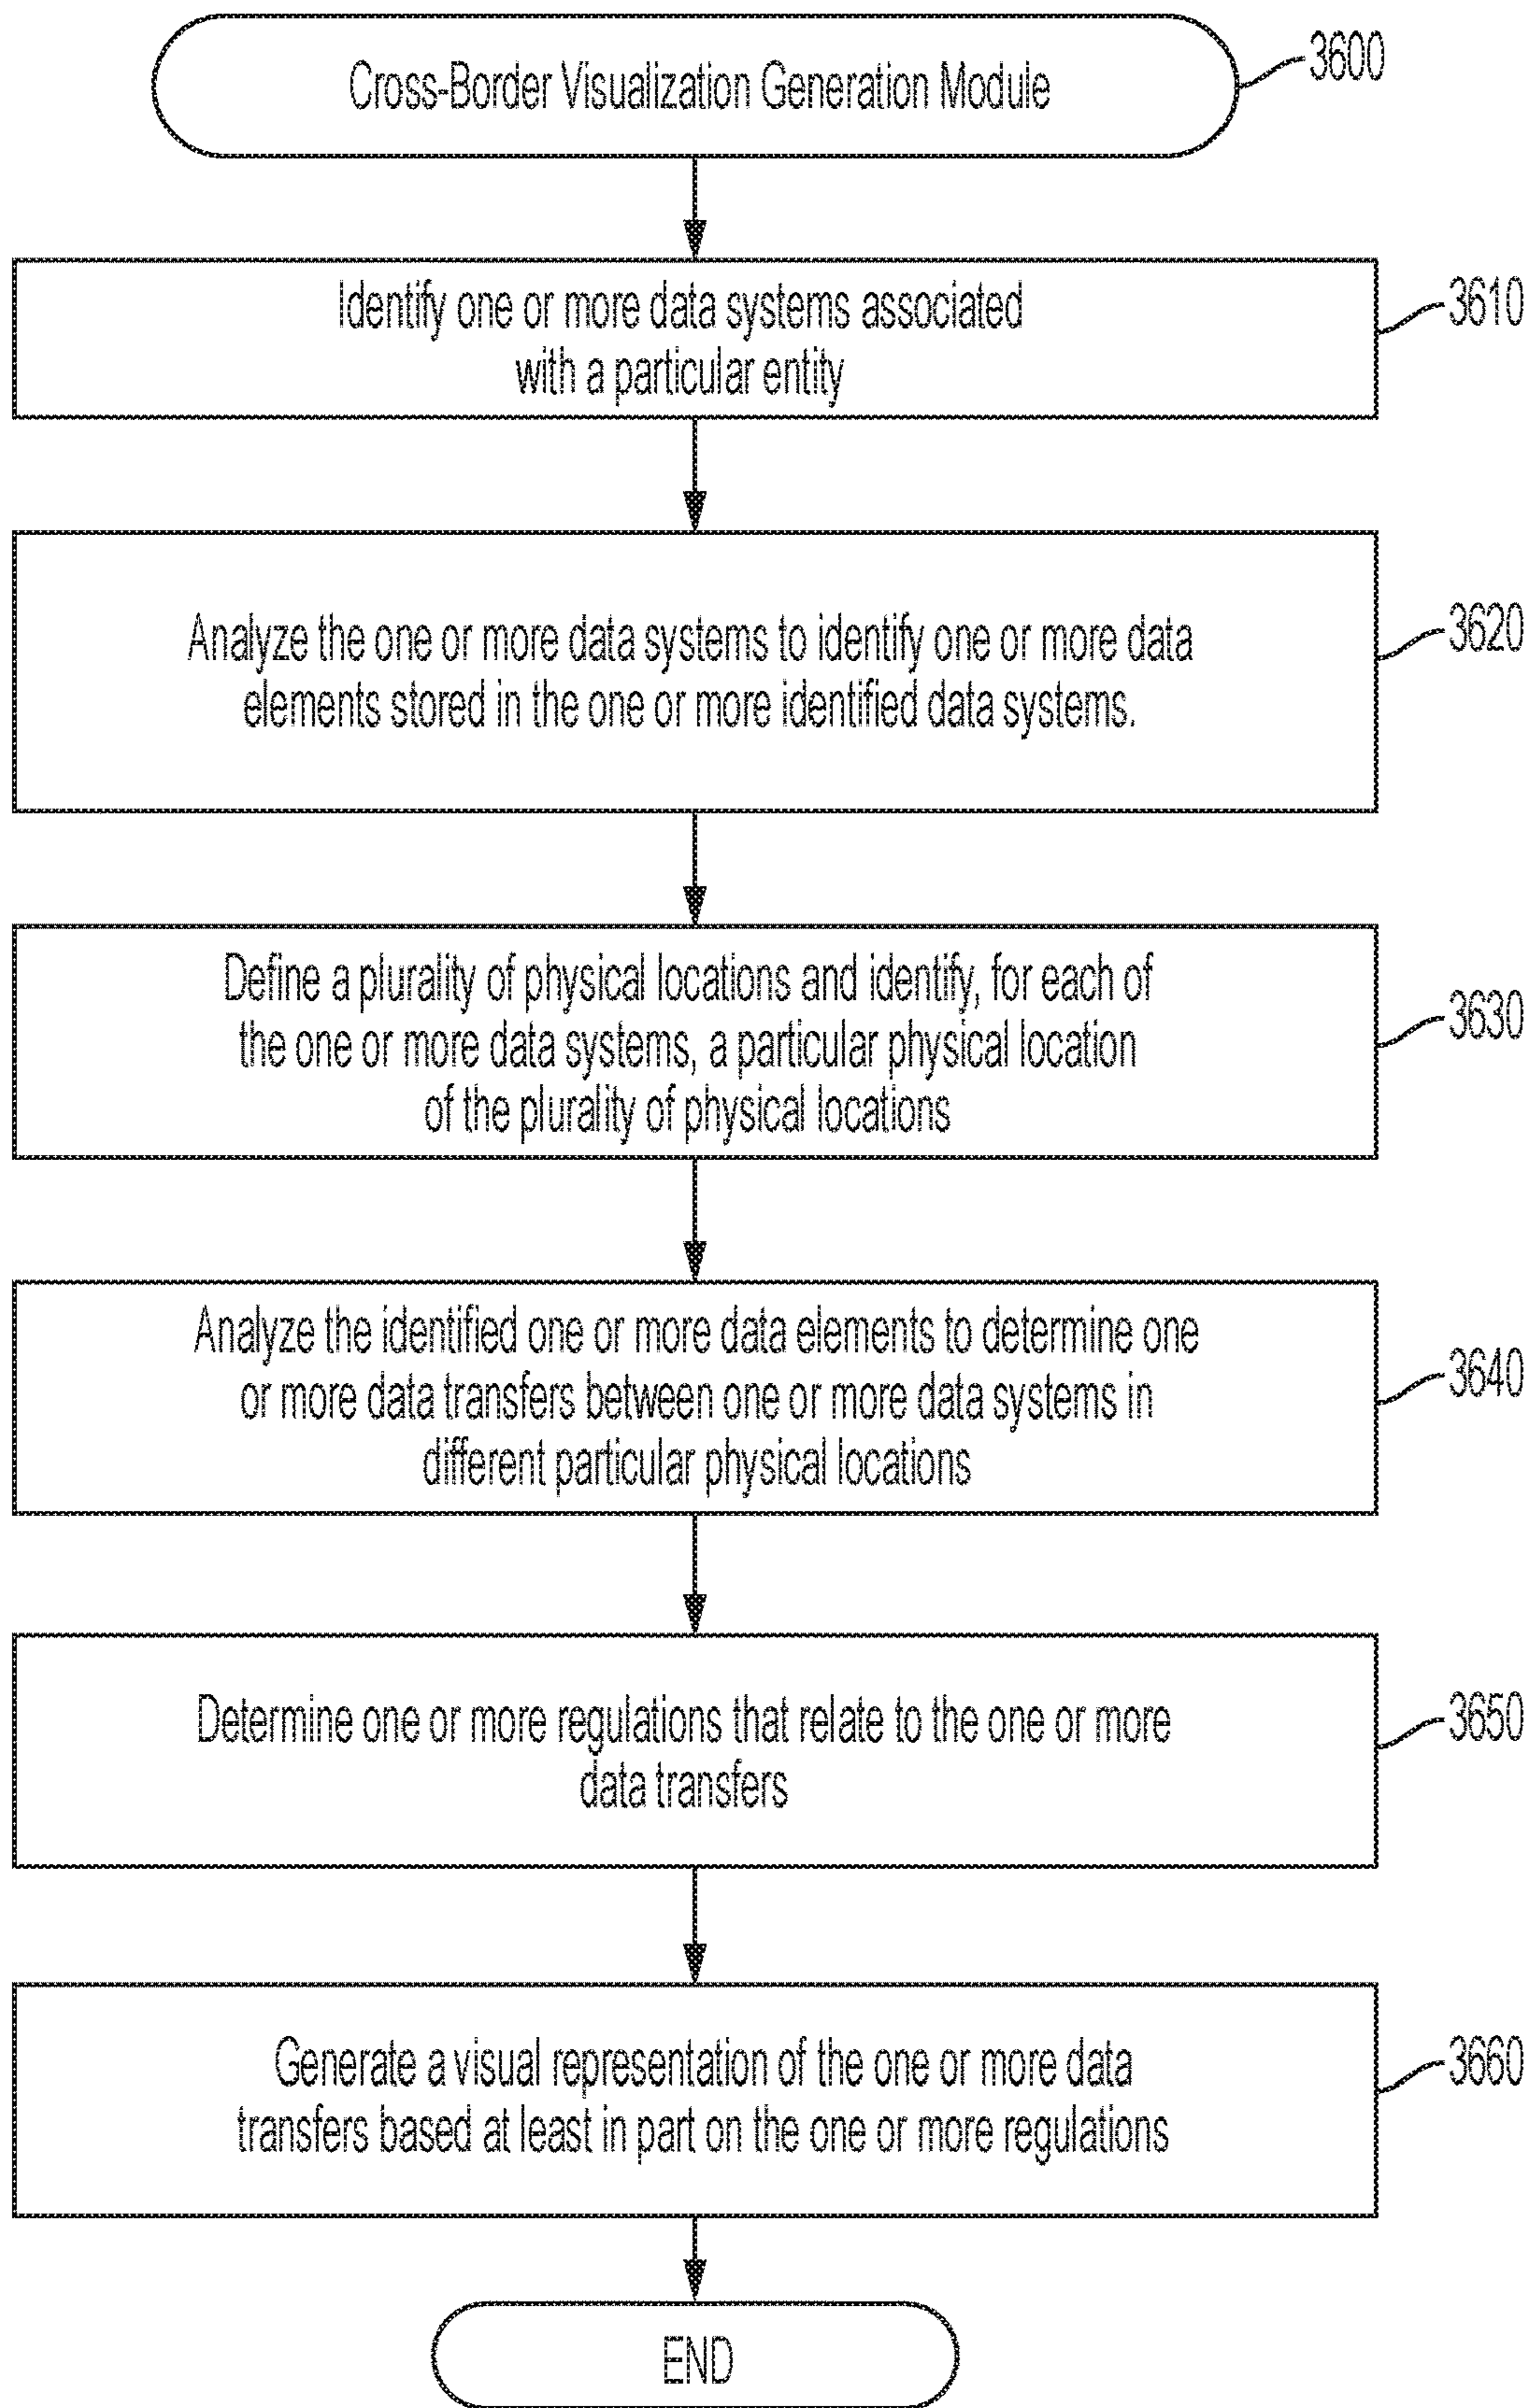 Cross-Border Visualization Generation Module
3600
Identify one or more data systems associated
with a particular entity
3610
Analyze the one or more data systems to identify one or more data
elements stored in the one or more identified data systems.
3620
Define a plurality of physical locations and identify, for each of
the one or more data systems, a particular physical location
of the plurality of physical locations
3630
Analyze the identified one or more data elements to determine one
or more data transfers between one or more data systems in
different particular physical locations
3640
Determine one or more regulations that relate to the one or more
data transfers
3650
Generate a visual representation of the one or more data
transfers based at least in part on the one or more regulations
3660
END